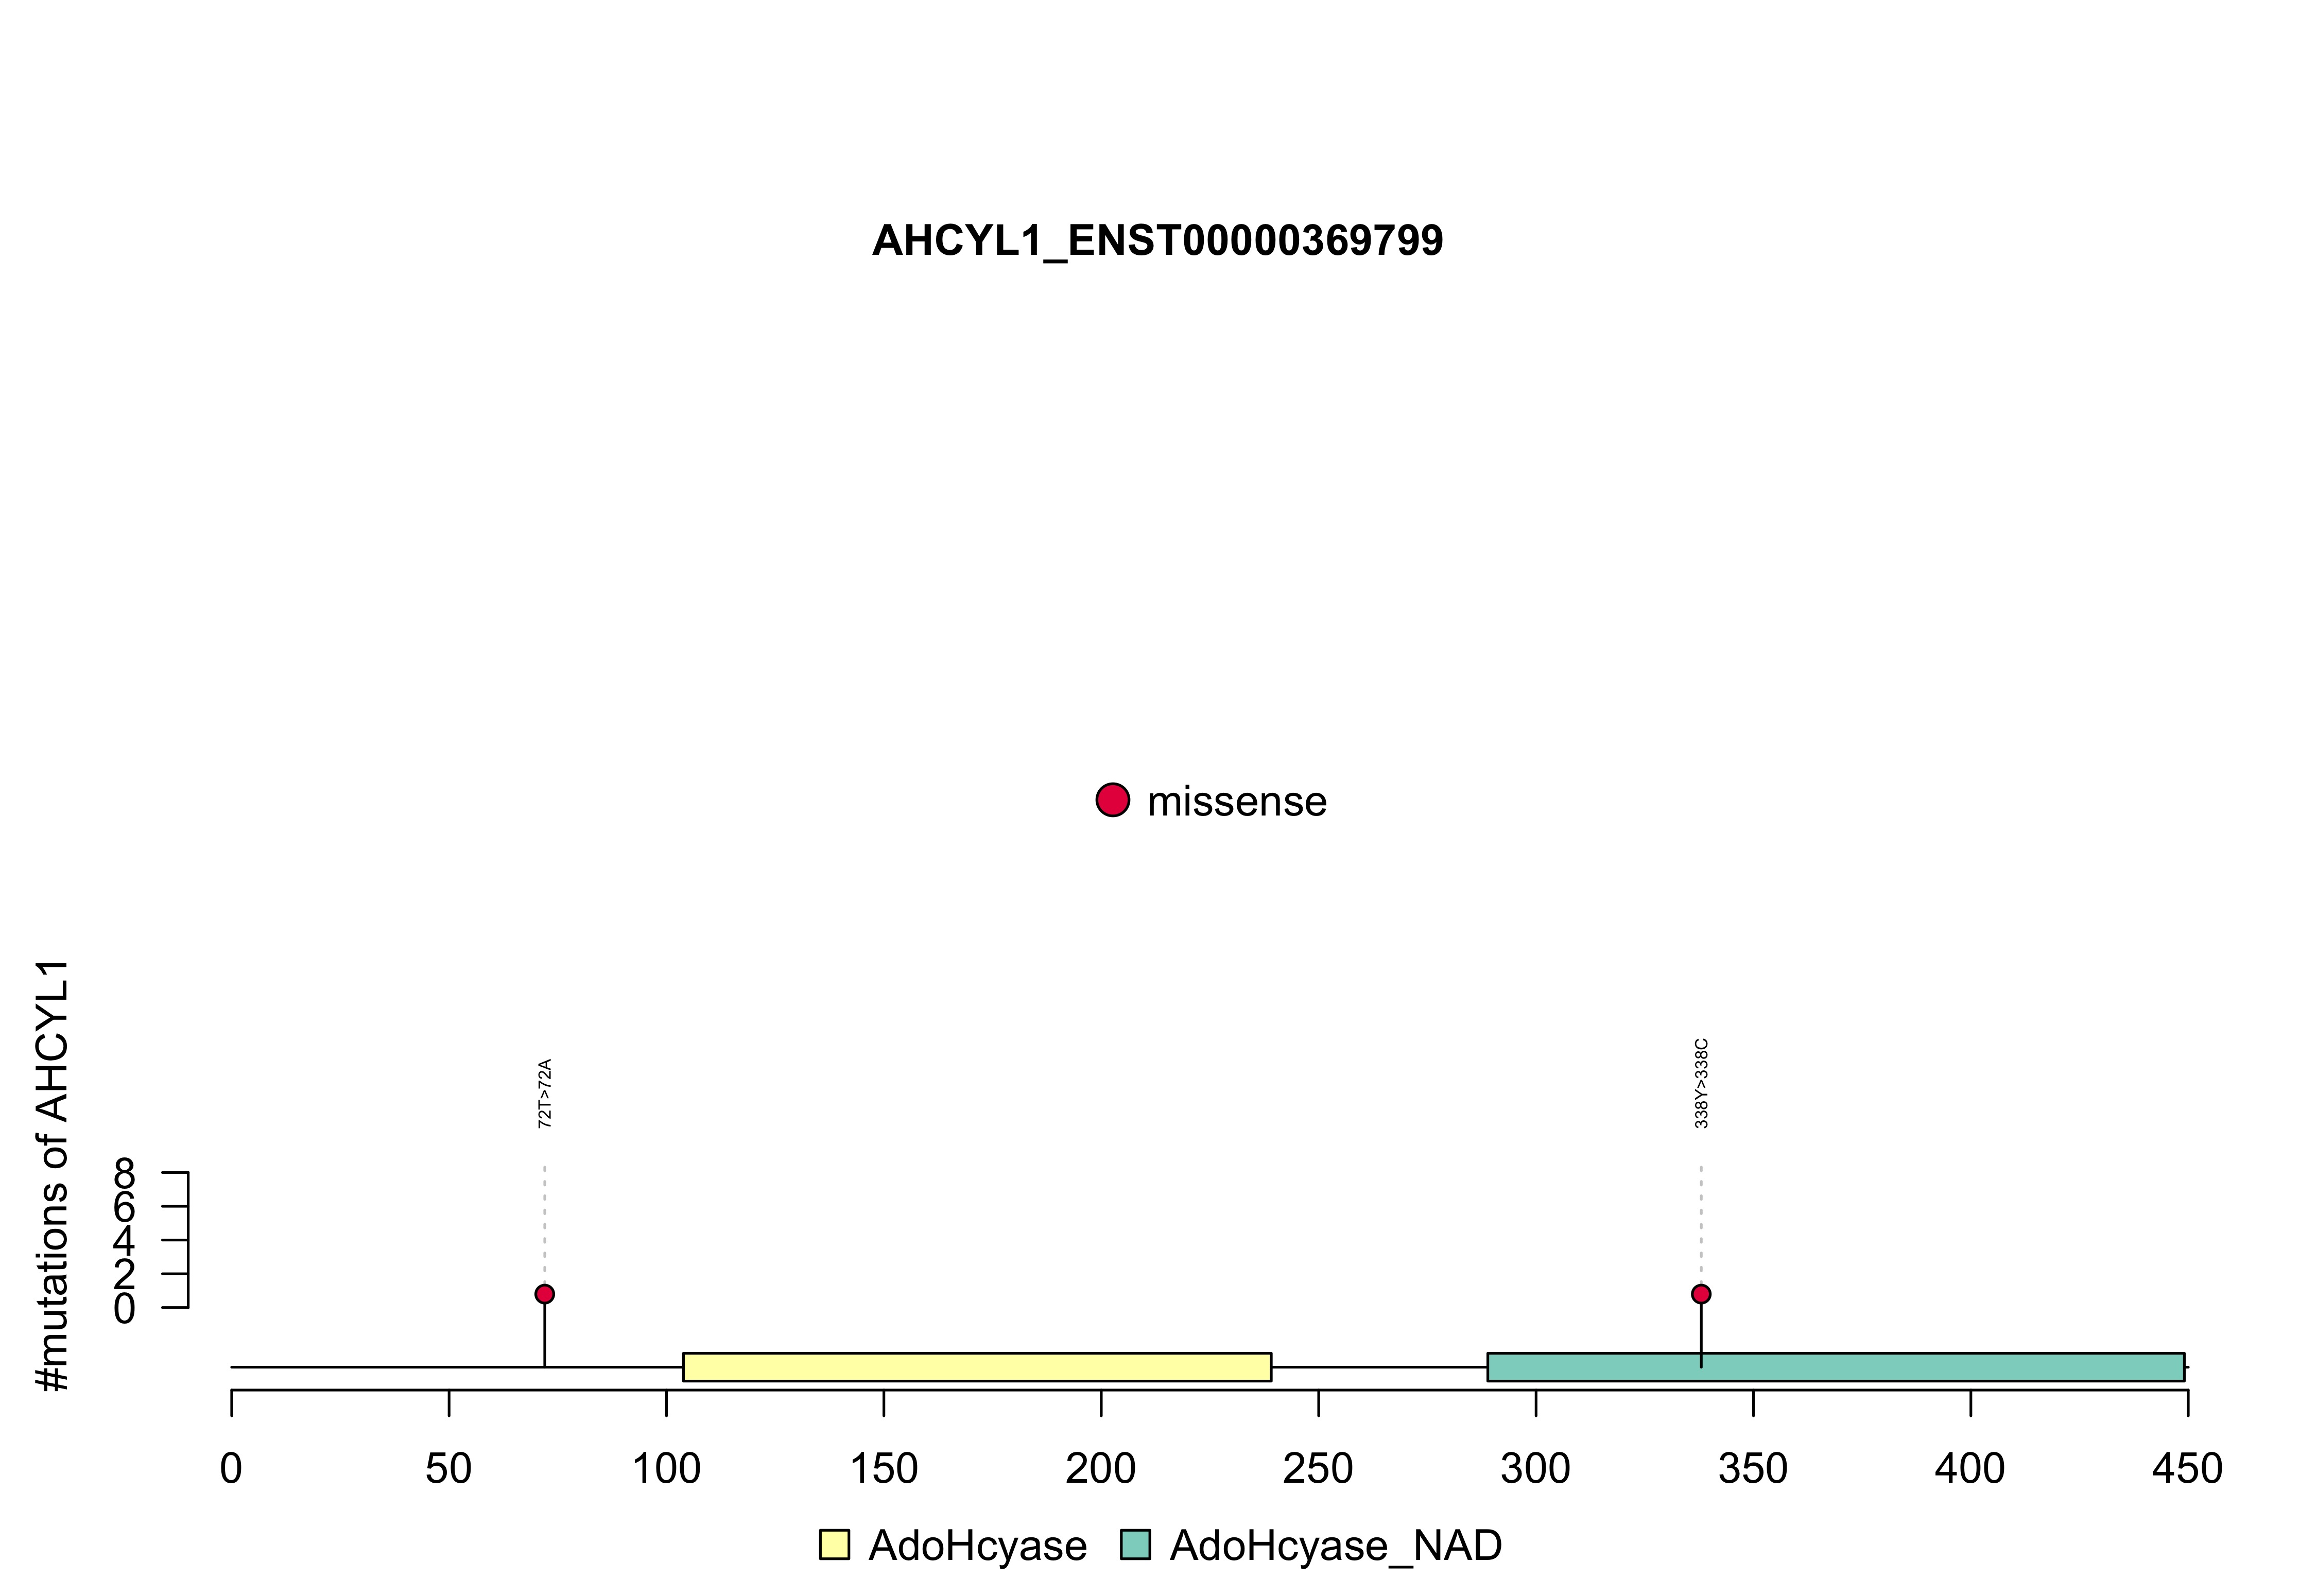 AHCYL1_ENST00000369799
missense
#mutations of AHCYL1
72T>72A
338Y>338C
8
6
4
2
0
0 50 100 150 200 250 300 350 400 450
AdoHcyase AdoHcyase_NAD